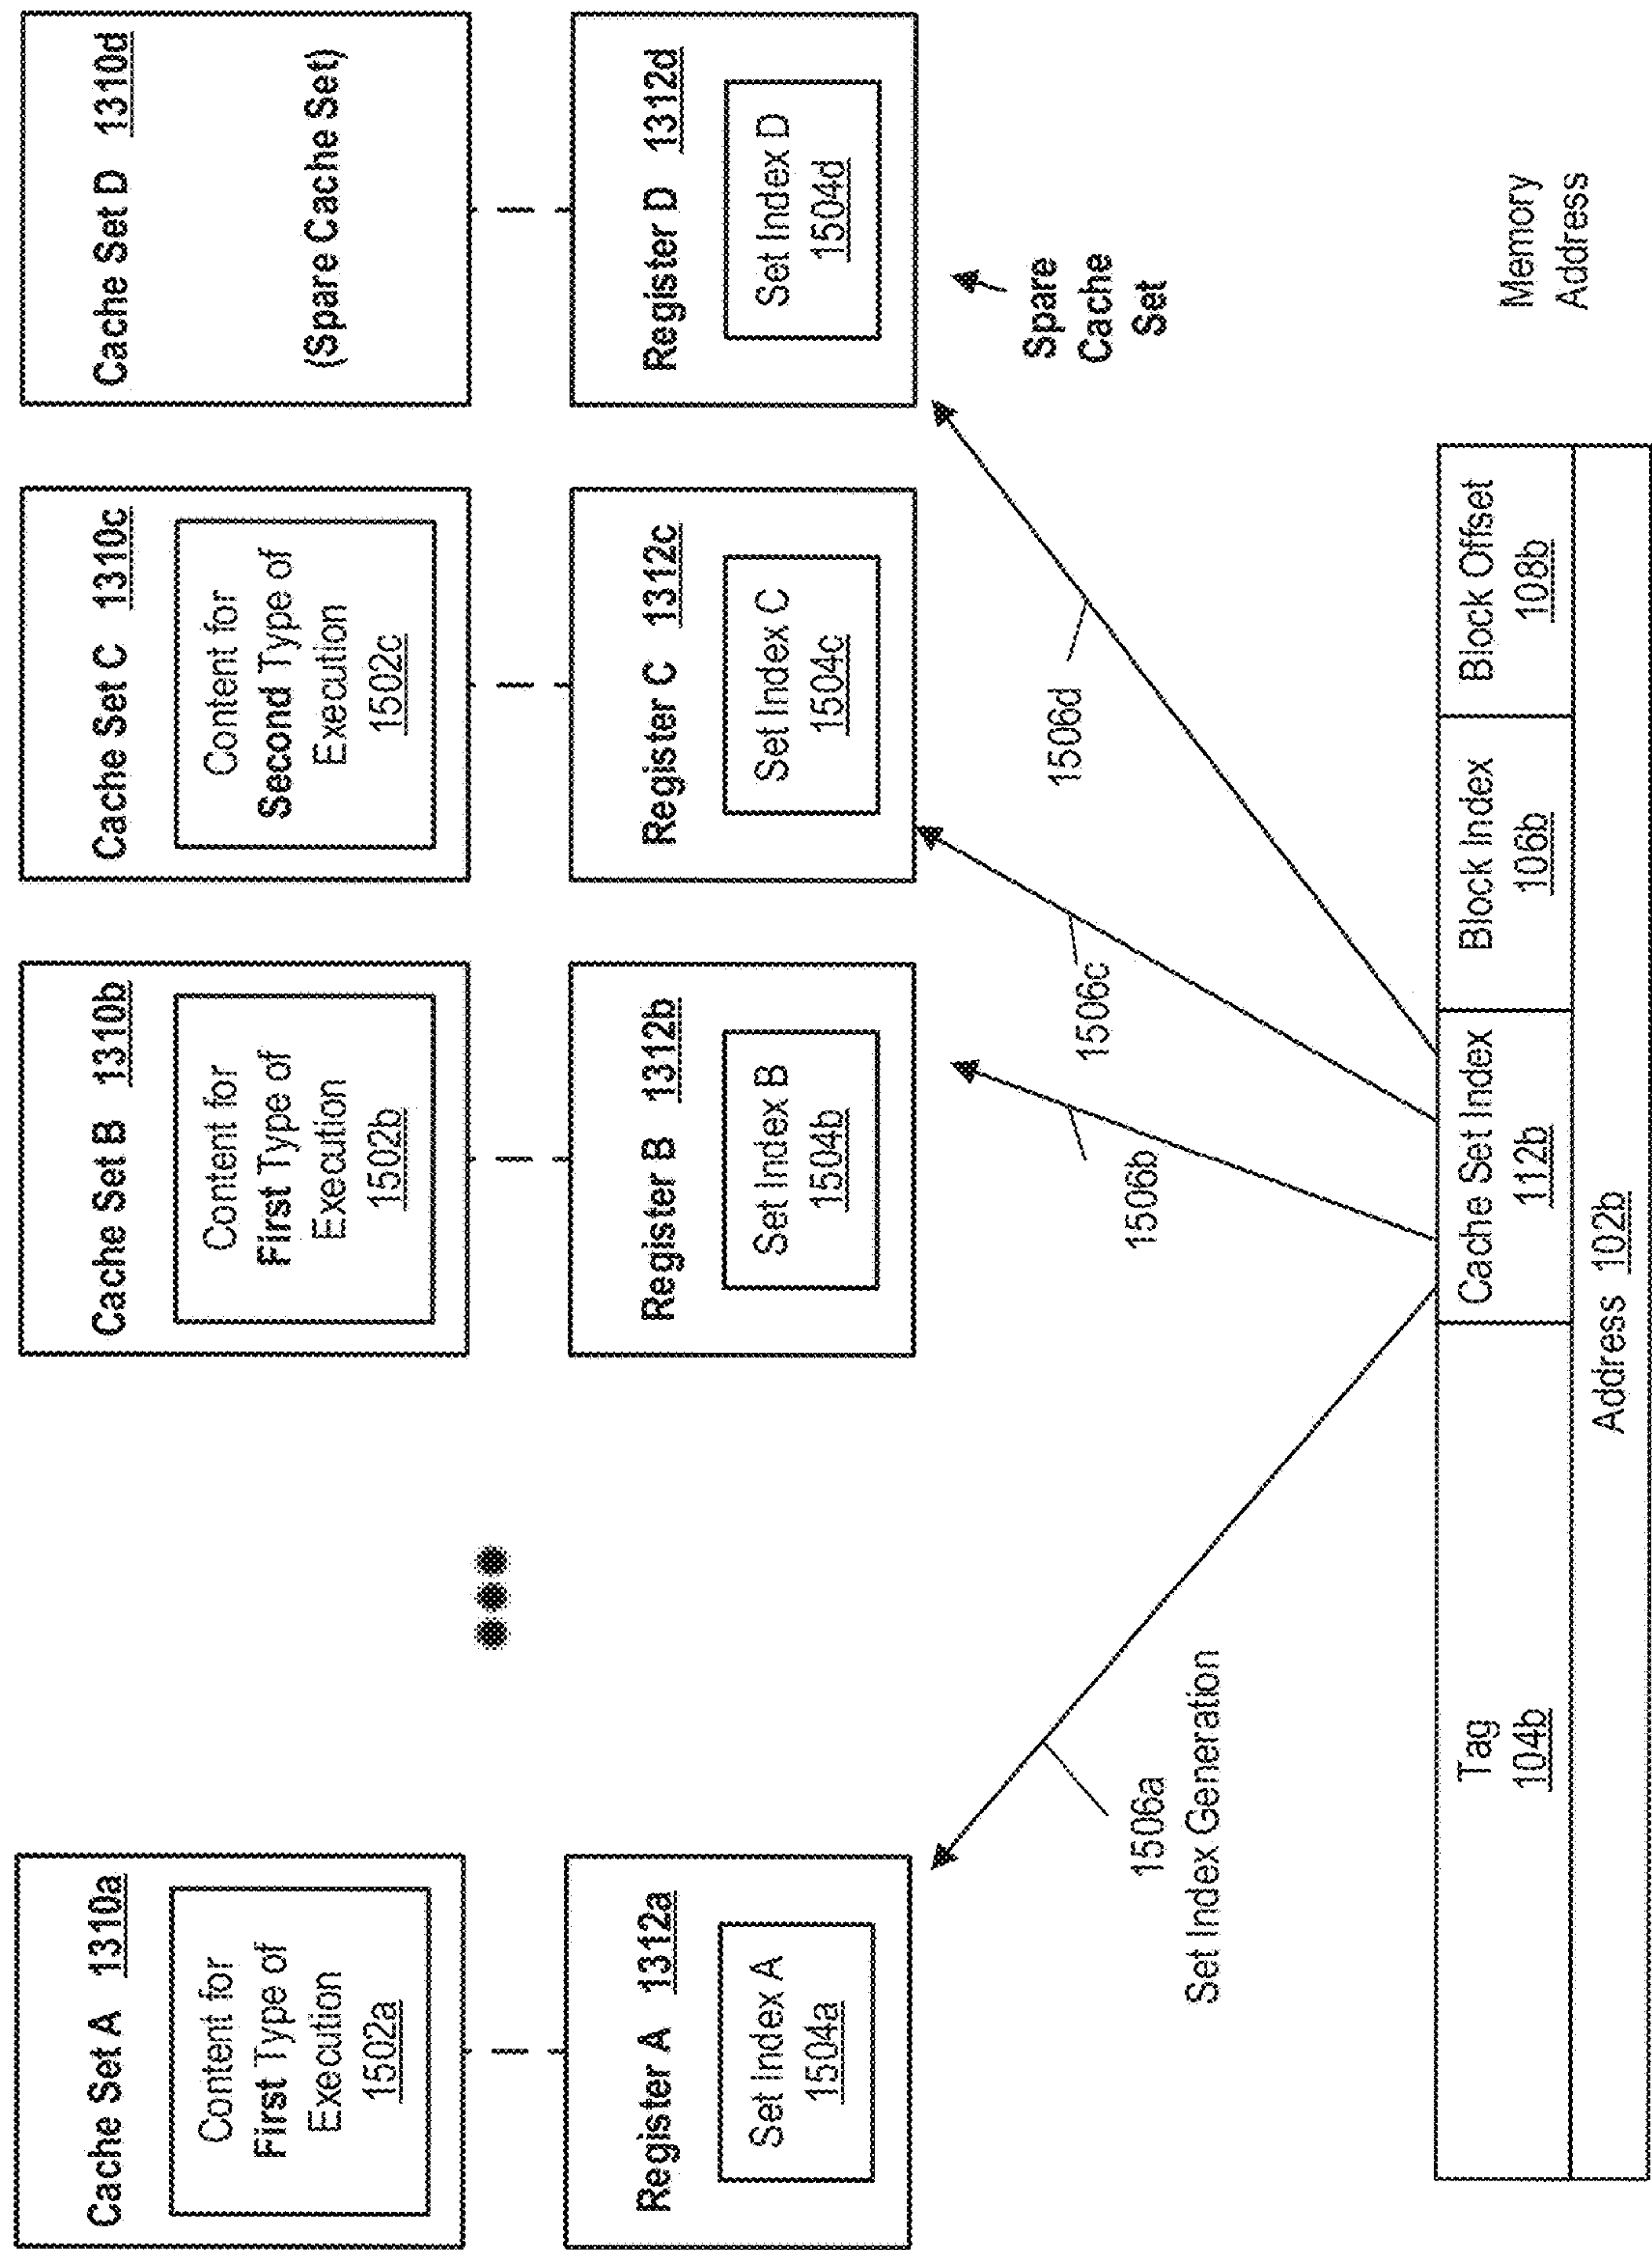 Cache Set A 1310a
Content for
First Type of
Execution
1502a
Cache Set B 1310b
Content for
First Type of
Execution
1502b
Cache Set C 1310c
Content for
Second Type of
Execution
1502c
Cache Set D 1310d
(Spare Cache Set)
Register A 1312a
Set Index A
1504a
Register B 1312b
Set Index B
1504b
Register C 1312c
Set Index C
1504c
Register D 1312d
Set Index D
1504d
Spare
Cache
Set
1506a
Set Index Generation
1506b
1506c
1506d
Tag
104b
Cache Set Index
112b
Block Index
106b
Block Offset
108b
Memory
Address
Address 102b